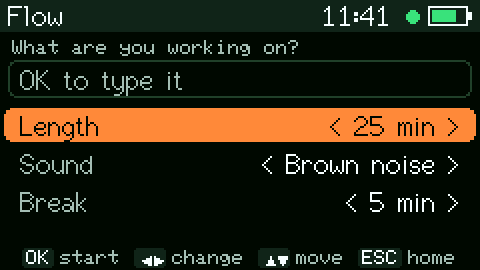 Flow 11:41
What are you working on?
OK to type it
Length < 25 min >
Sound < Brown noise >
Break < 5 min >
OK start ◀▶ change ▲▼ move ESC home